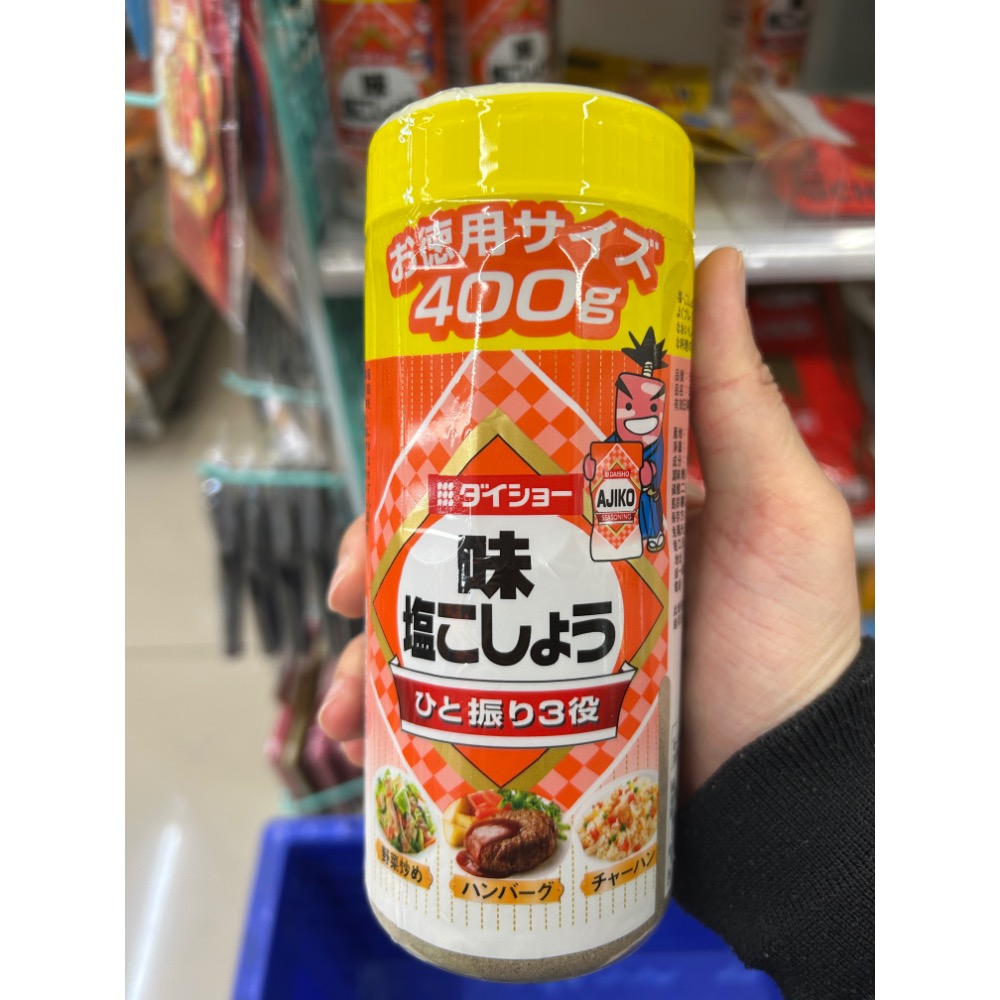 お徳用サイズ
400g
DAISHO
AJIKO
SEASONING
ダイショー
味
塩こしょう
ひと振り3役
野菜炒め
ハンバーグ
チャーハン